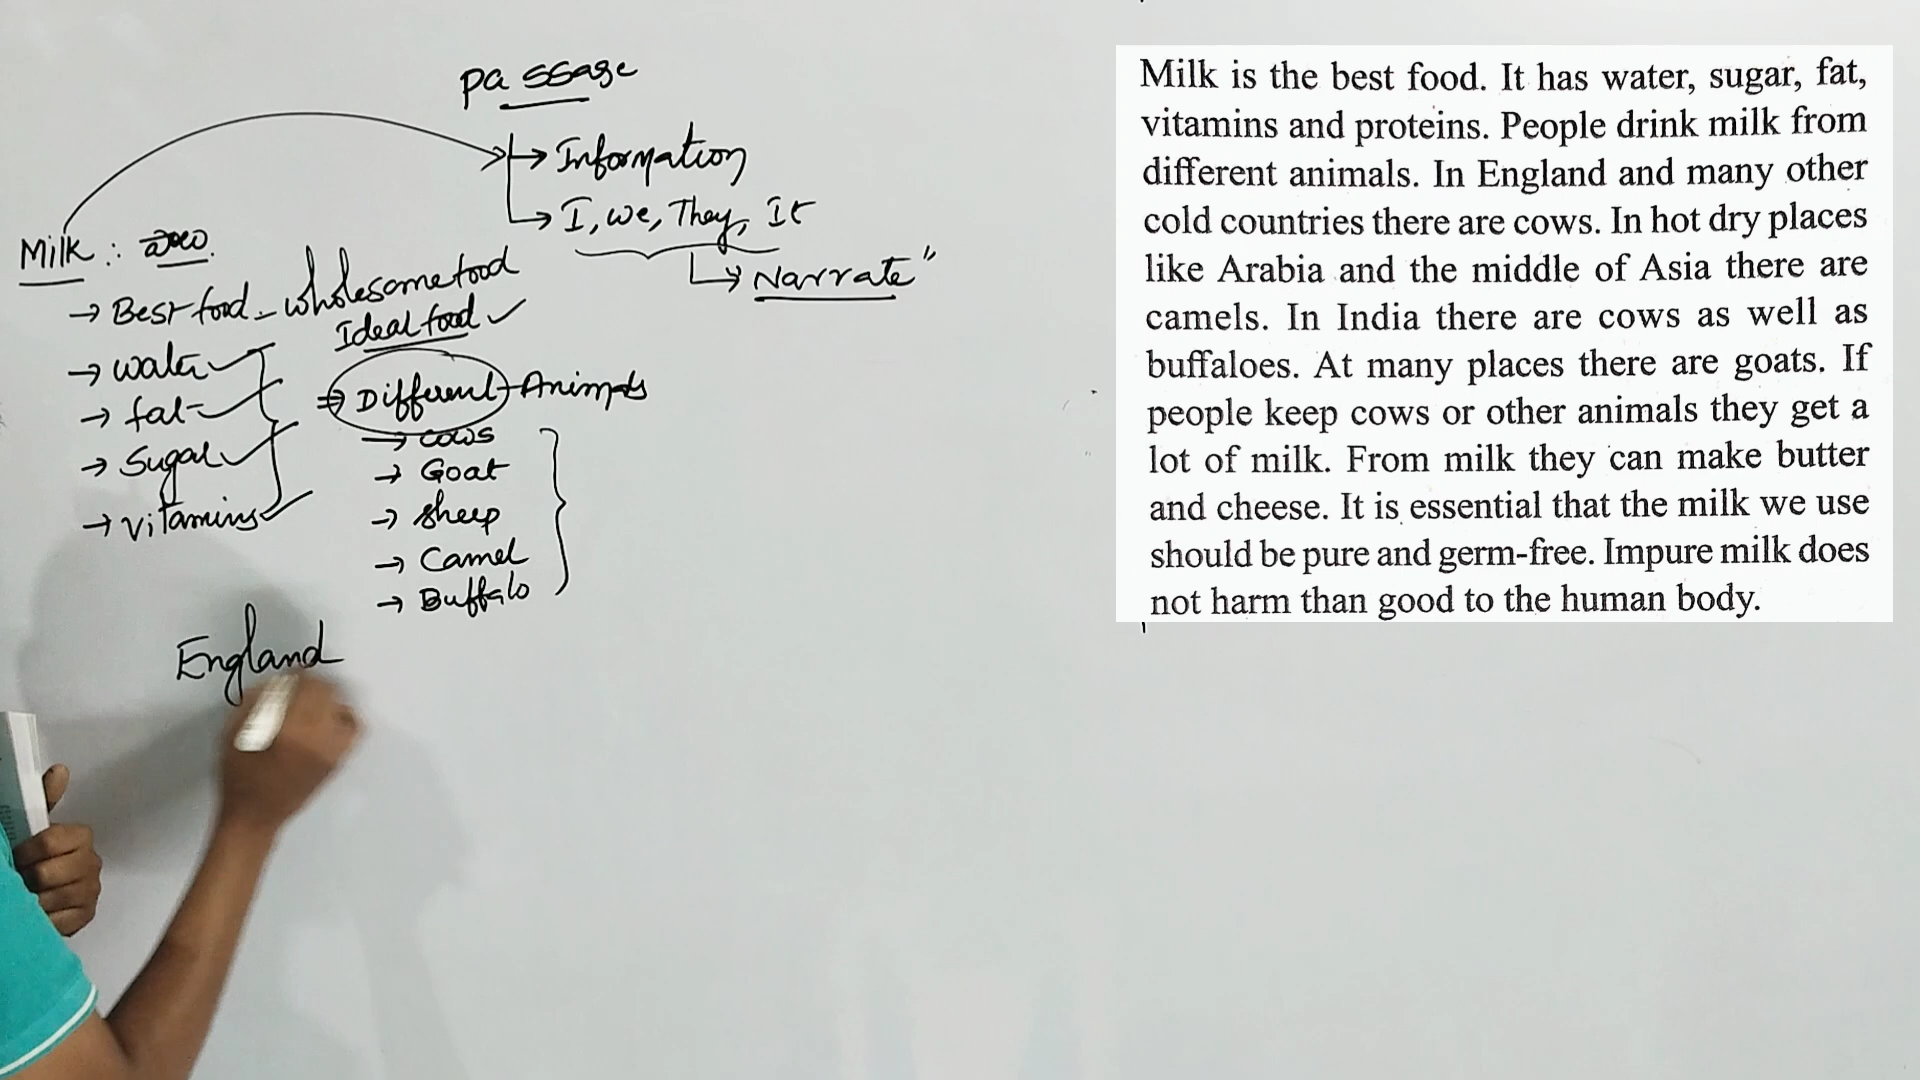 passage
→ Information
→ I, we, They, It
→ Narrate"
Milk :
→ Best food - wholesome food
Ideal food ✓
→ water
→ fat
→ Sugar
→ Vitamins
⇒ Different Animals
→ cows
→ Goat
→ sheep
→ Camel
→ Buffalo
England
Milk is the best food. It has water, sugar, fat,
vitamins and proteins. People drink milk from
different animals. In England and many other
cold countries there are cows. In hot dry places
like Arabia and the middle of Asia there are
camels. In India there are cows as well as
buffaloes. At many places there are goats. If
people keep cows or other animals they get a
lot of milk. From milk they can make butter
and cheese. It is essential that the milk we use
should be pure and germ-free. Impure milk does
not harm than good to the human body.